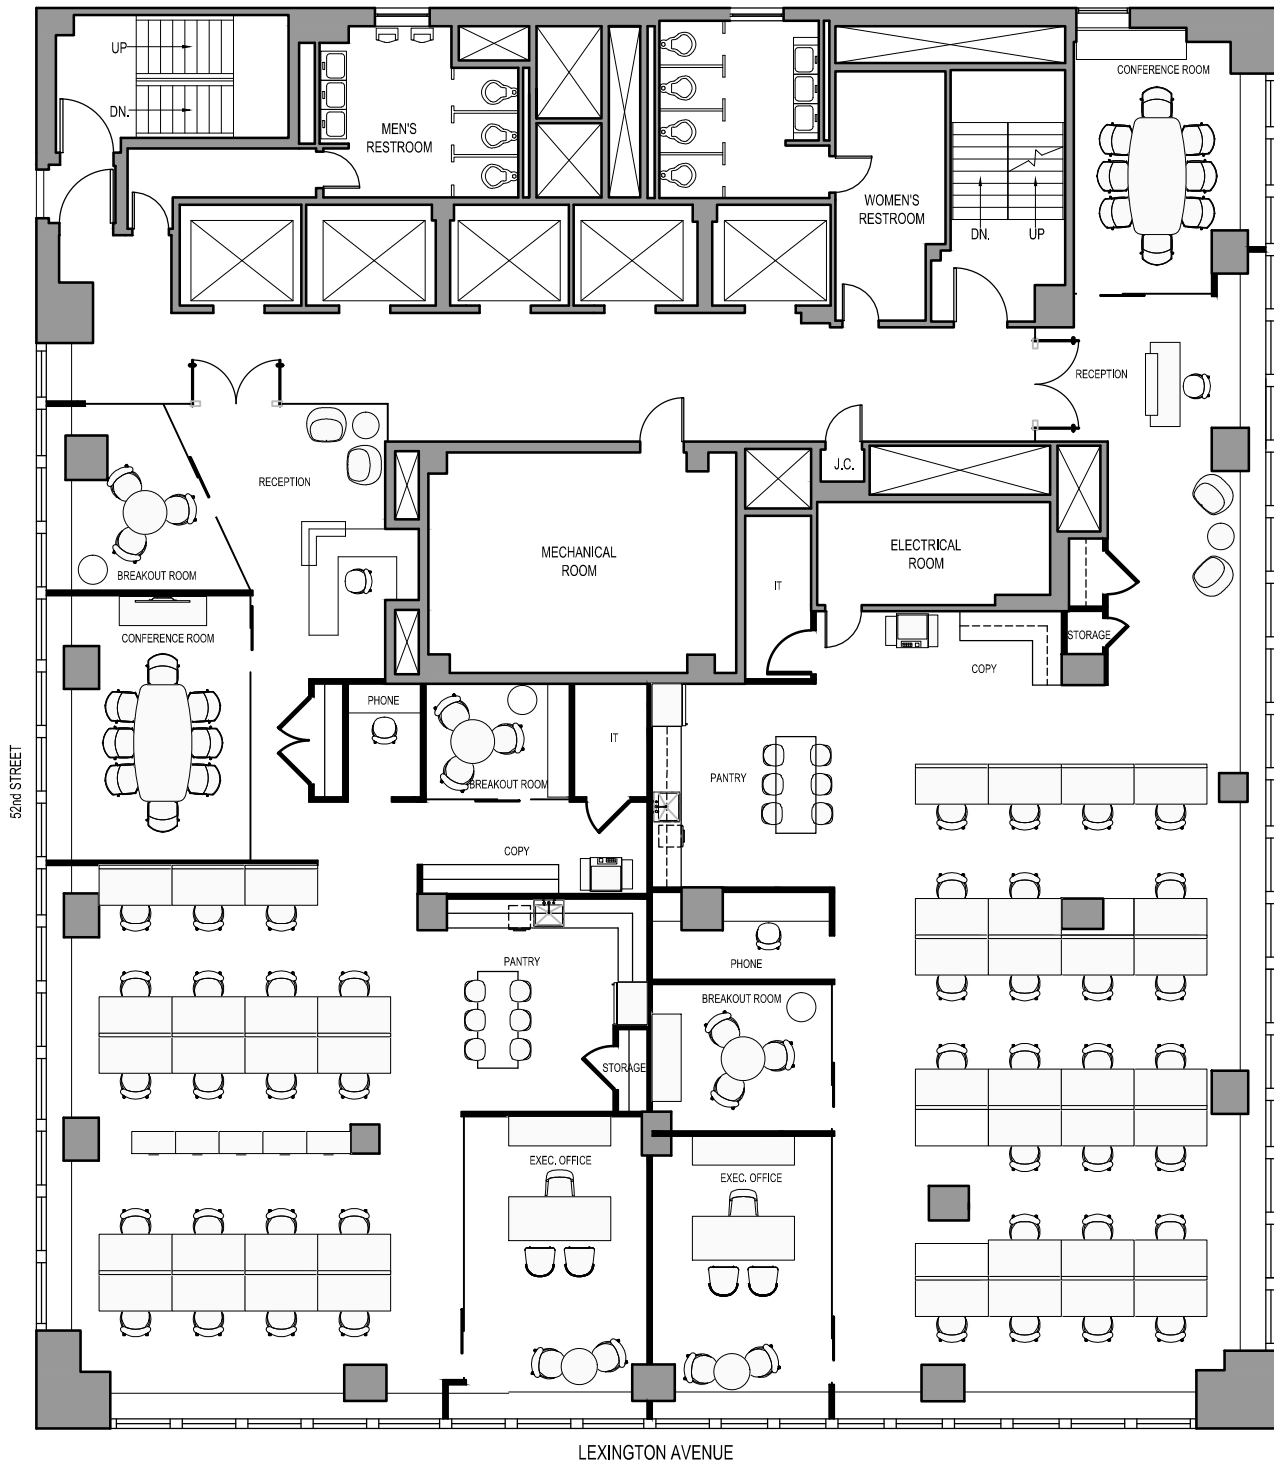 UP
DN.
MEN'S
RESTROOM
WOMEN'S
RESTROOM
DN.
UP
CONFERENCE ROOM
RECEPTION
RECEPTION
BREAKOUT ROOM
MECHANICAL
ROOM
J.C.
ELECTRICAL
ROOM
IT
STORAGE
COPY
CONFERENCE ROOM
PHONE
BREAKOUT ROOM
IT
PANTRY
52nd STREET
COPY
PANTRY
PHONE
BREAKOUT ROOM
STORAGE
EXEC. OFFICE
EXEC. OFFICE
LEXINGTON AVENUE